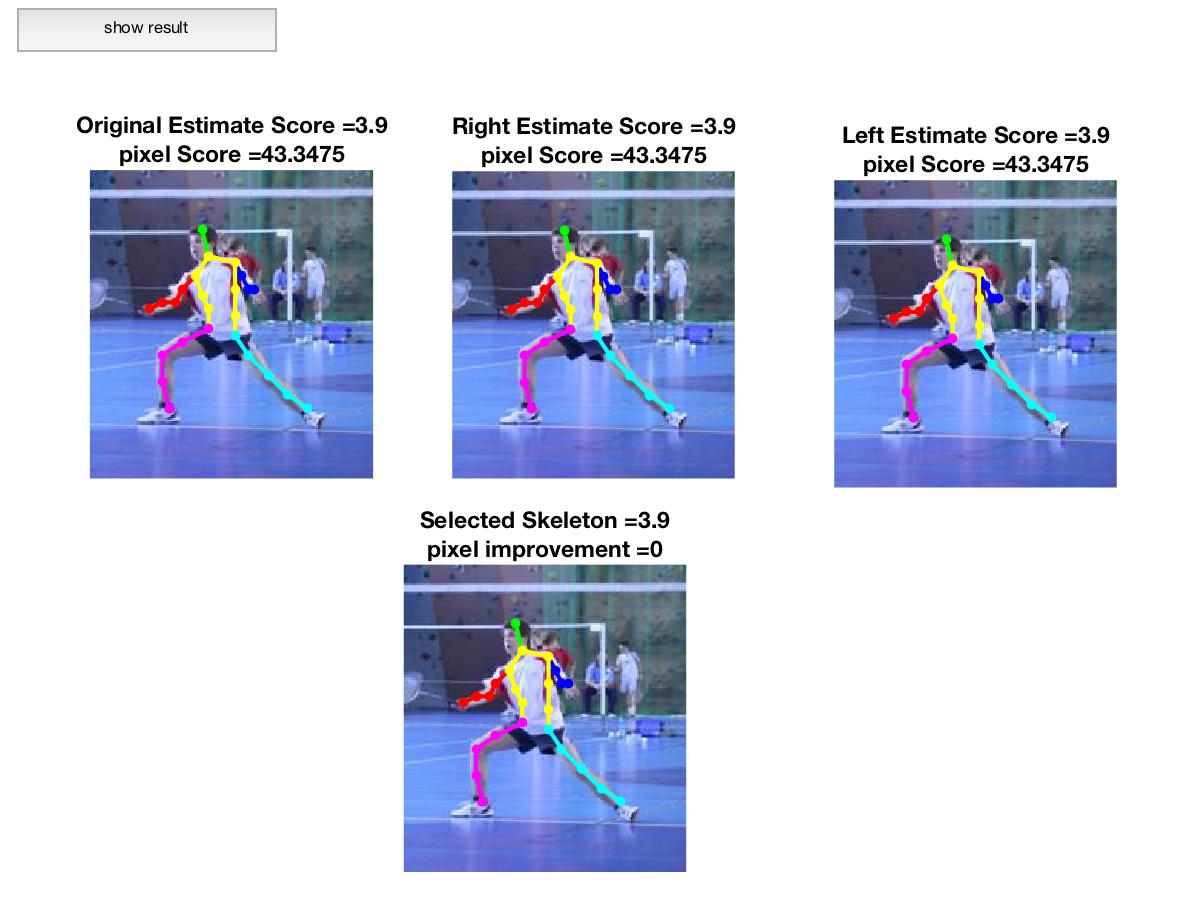 show result
Original Estimate Score =3.9
pixel Score =43.3475
Right Estimate Score =3.9
pixel Score =43.3475
Left Estimate Score =3.9
pixel Score =43.3475
Selected Skeleton =3.9
pixel improvement =0